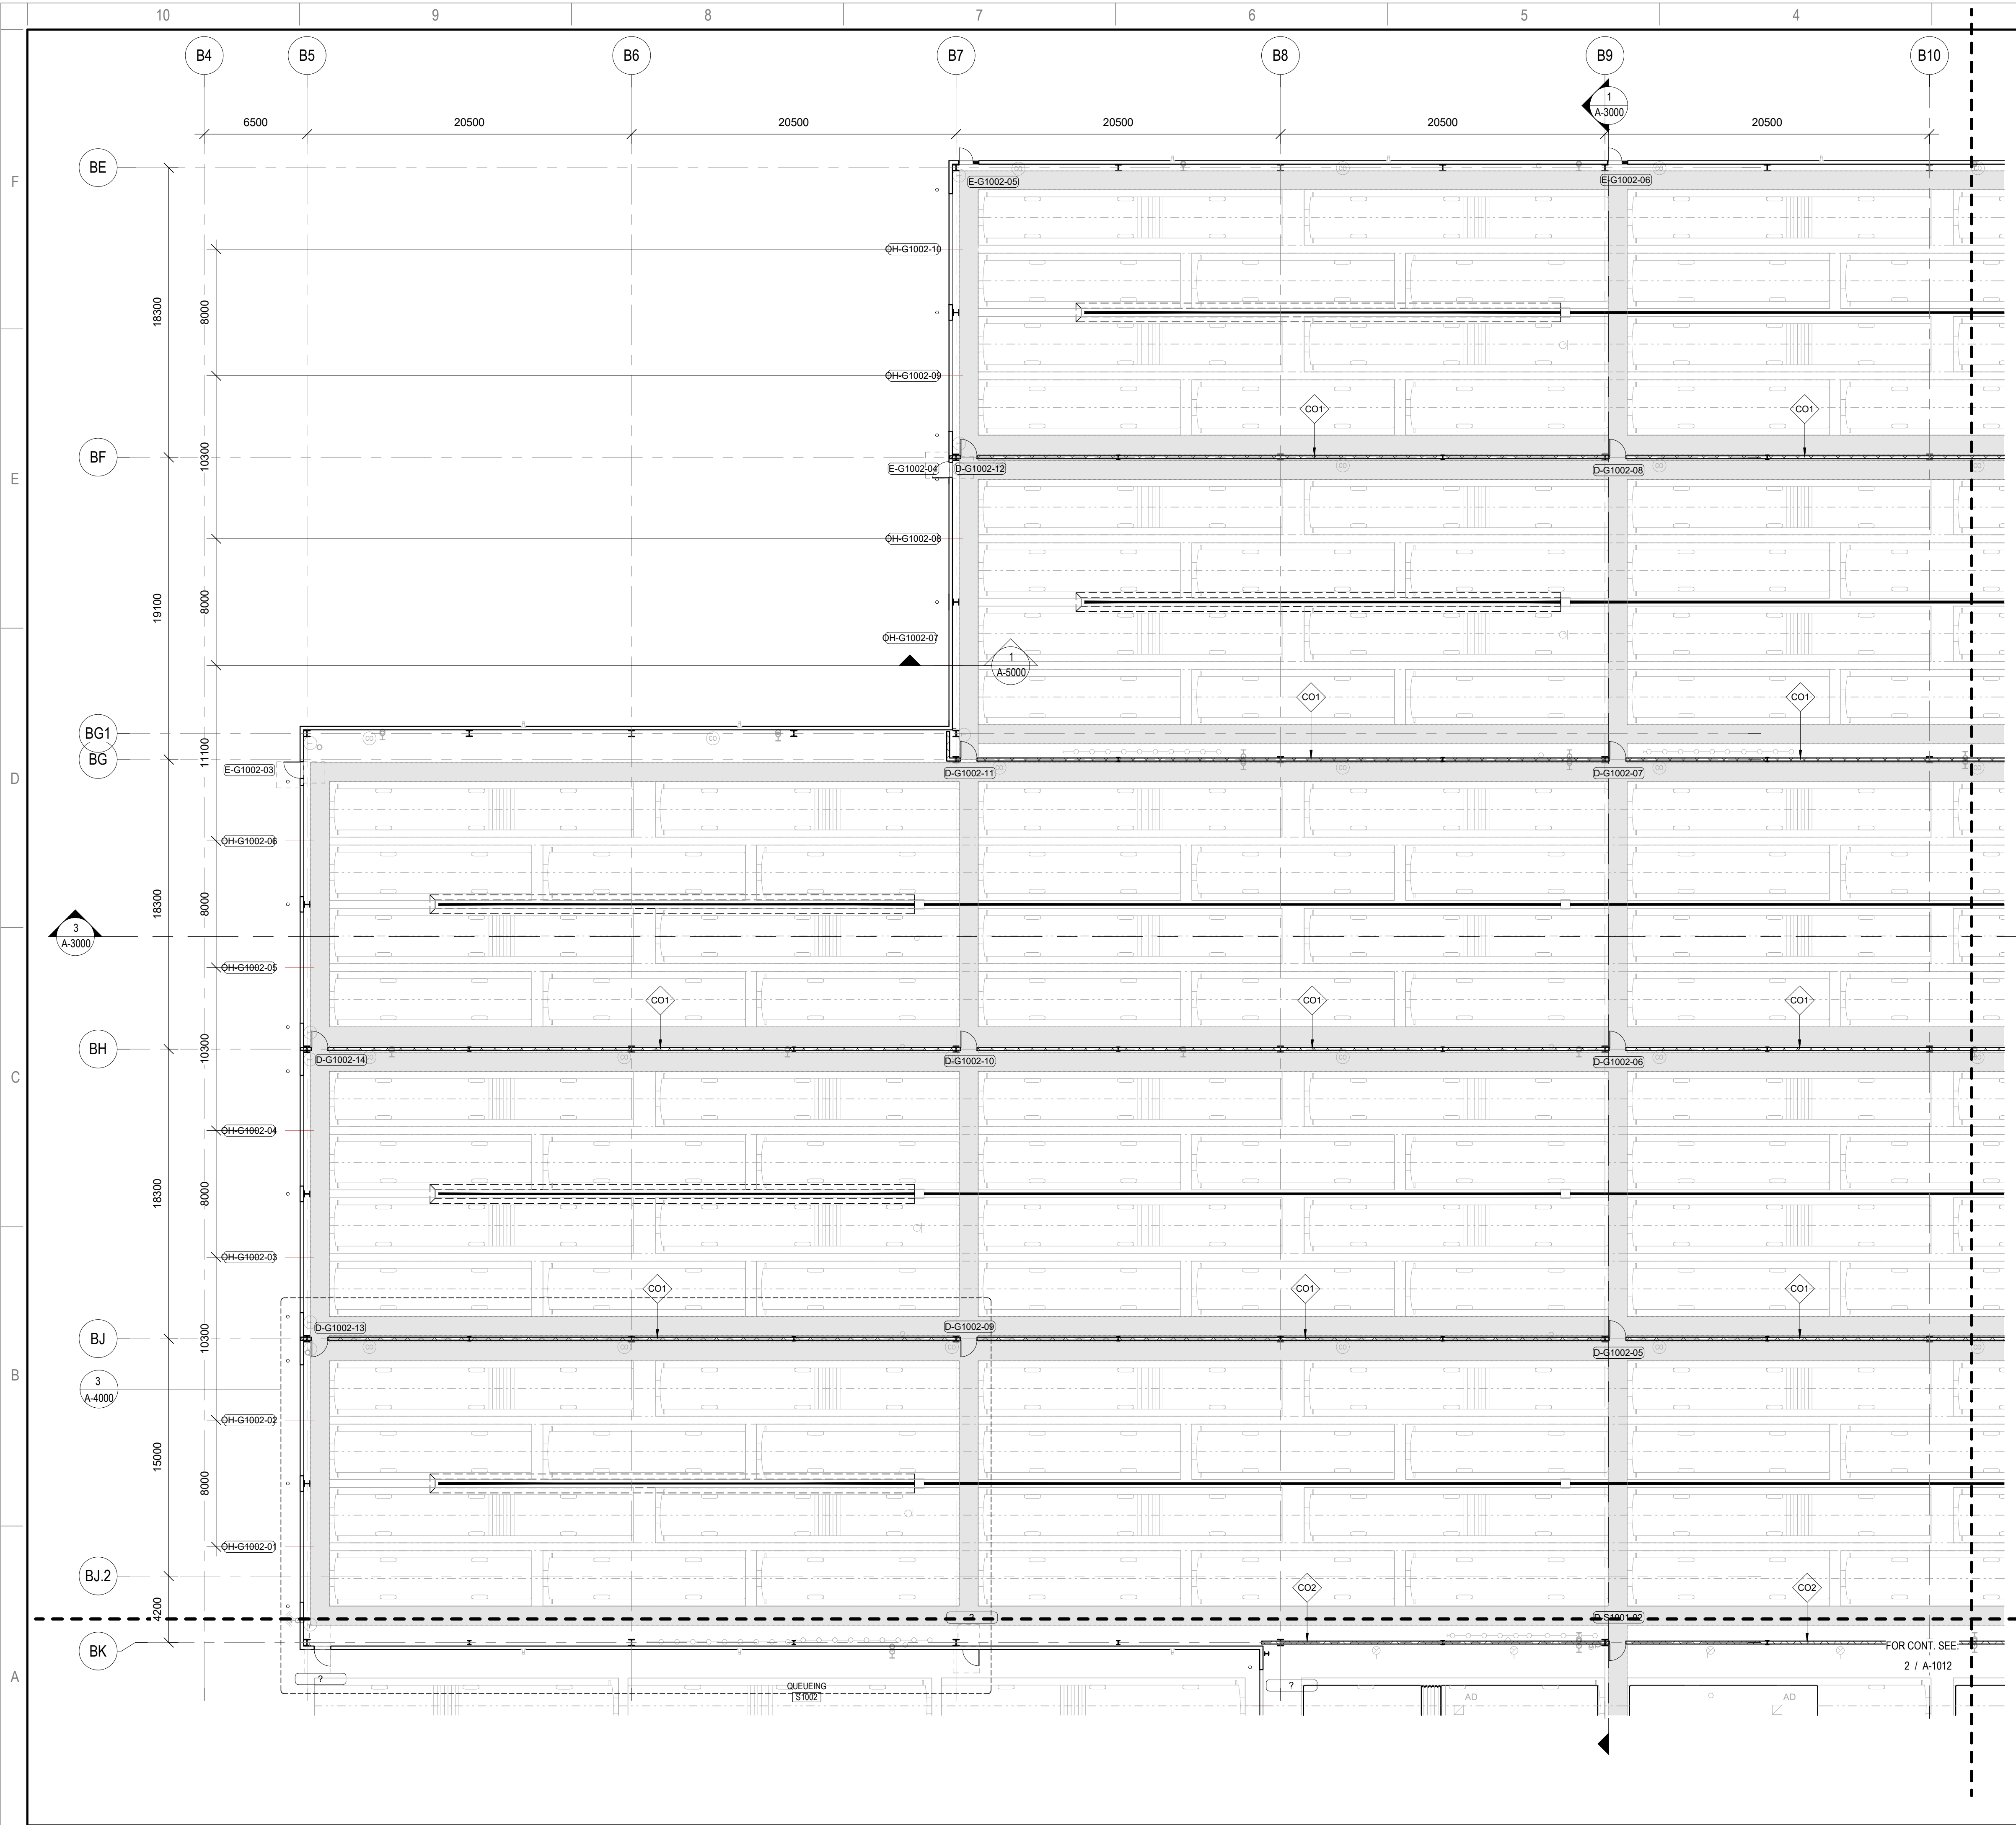 10 9 8 7 6 5 4
B4 B5 B6 B7 B8 B9 B10
1
A-3000
6500 20500 20500 20500 20500 20500
F
BE
E-G1002-05 E-G1002-06
OH-G1002-10
18300 8000
OH-G1002-09
CO1 CO1
BF
10300
E
E-G1002-04 D-G1002-12 D-G1002-08
OH-G1002-08
19100 8000
OH-G1002-07
1
A-5000
CO1 CO1
BG1
BG
11100
D
E-G1002-03 D-G1002-11 D-G1002-07
OH-G1002-06
18300 8000
3
A-3000
OH-G1002-05
CO1 CO1 CO1
BH
10300
C
D-G1002-14 D-G1002-10 D-G1002-06
OH-G1002-04
18300 8000
OH-G1002-03
CO1 CO1 CO1
D-G1002-13 D-G1002-09
BJ
10300
D-G1002-05
B
3
A-4000
OH-G1002-02
15000 8000
OH-G1002-01
BJ.2
CO2 CO2
4200
? D-S1001-02
BK
FOR CONT. SEE:
2 / A-1012
A
? QUEUEING ?
S1002
AD AD